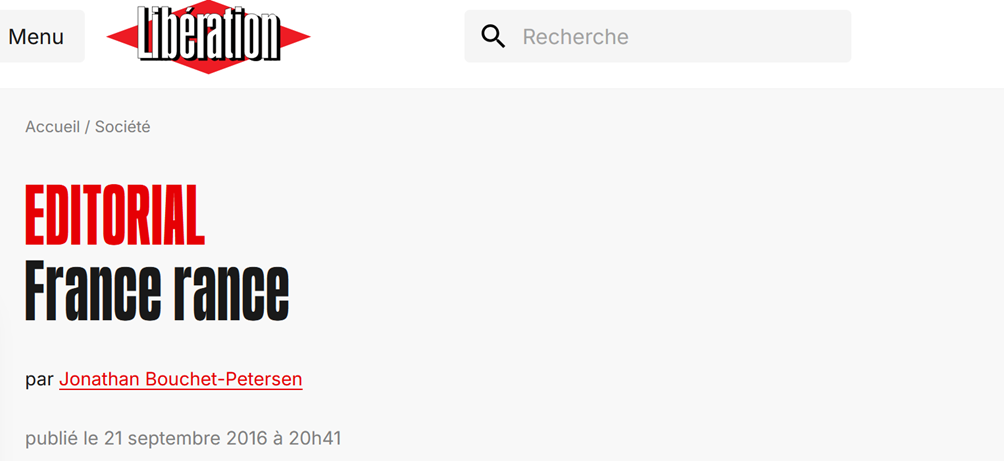 Menu
Libération
Recherche
Accueil / Société
EDITORIAL
France rance
par Jonathan Bouchet-Petersen
publié le 21 septembre 2016 à 20h41